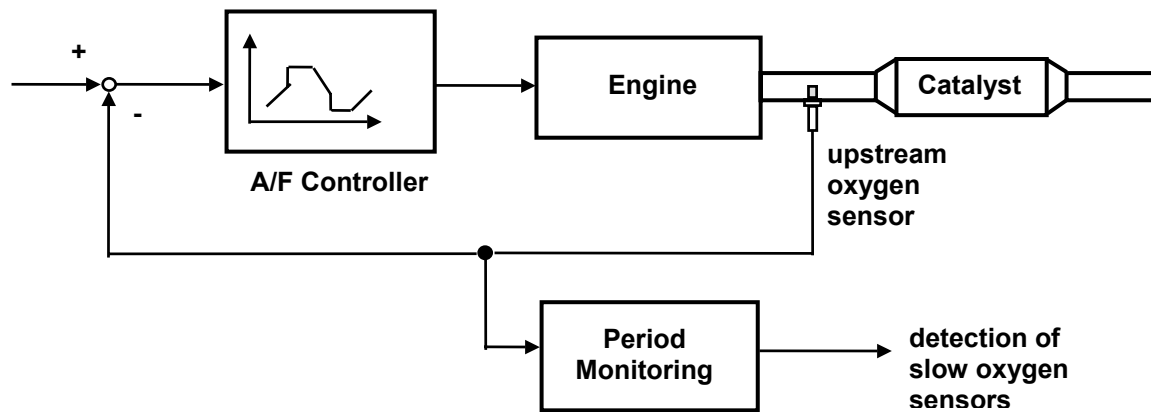 +
-
A/F Controller
Engine
Catalyst
upstream
oxygen
sensor
Period
Monitoring
detection of
slow oxygen
sensors